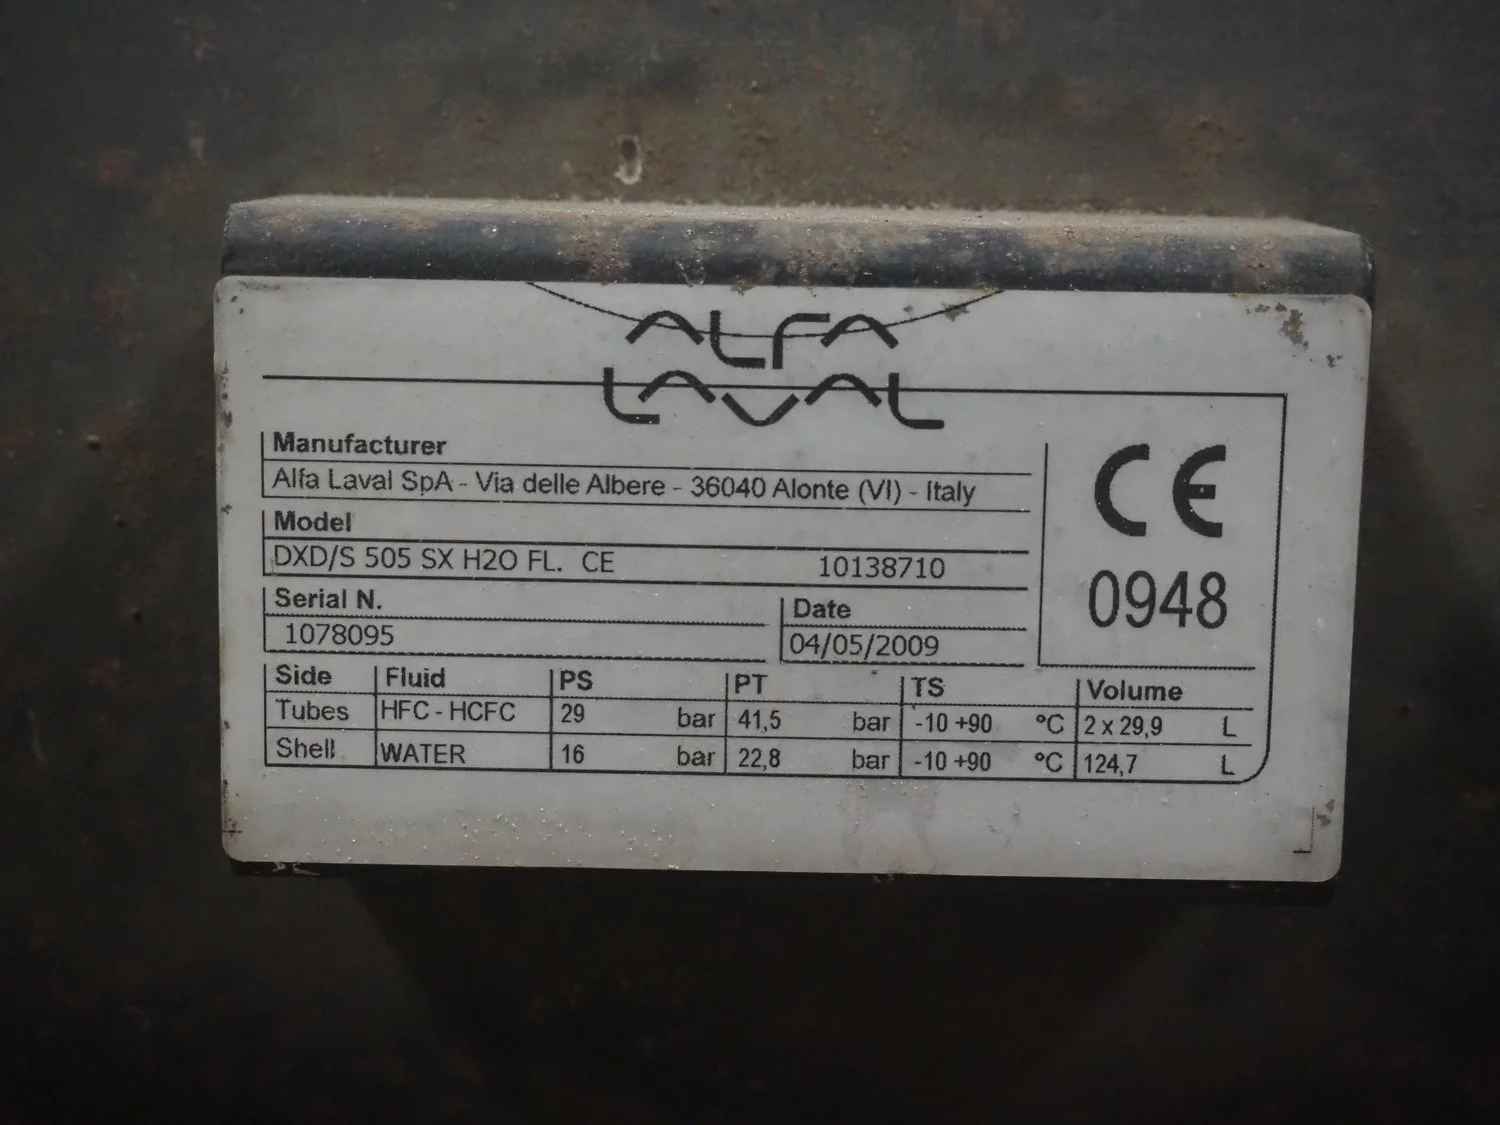 ALFA
LAVAL
Manufacturer
Alfa Laval SpA - Via delle Albere - 36040 Alonte (VI) - Italy
Model
DXD/S 505 SX H2O FL. CE 10138710
CE
0948
Serial N. Date
1078095 04/05/2009
Side Fluid PS PT TS Volume
Tubes HFC - HCFC 29 bar 41,5 bar -10 +90 °C 2 x 29,9 L
Shell WATER 16 bar 22,8 bar -10 +90 °C 124,7 L